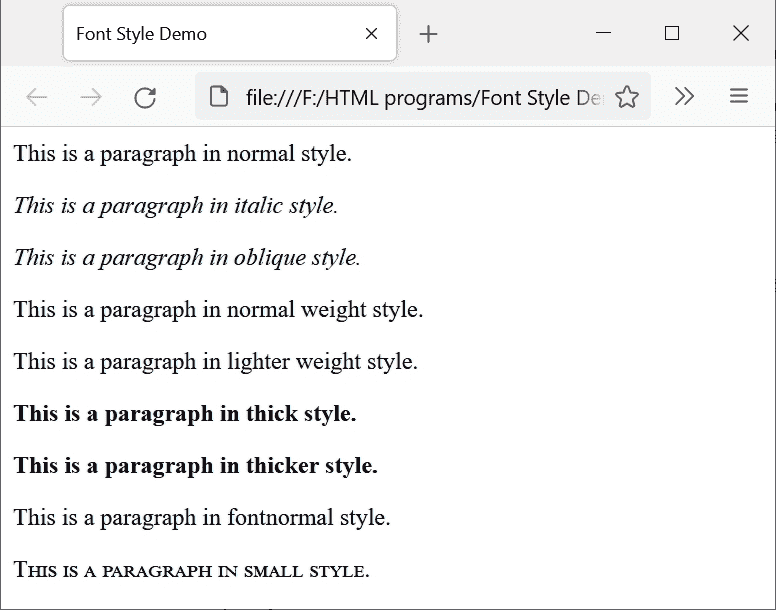 Font Style Demo
file:///F:/HTML programs/Font Style De
This is a paragraph in normal style.
This is a paragraph in italic style.
This is a paragraph in oblique style.
This is a paragraph in normal weight style.
This is a paragraph in lighter weight style.
This is a paragraph in thick style.
This is a paragraph in thicker style.
This is a paragraph in fontnormal style.
This is a paragraph in small style.